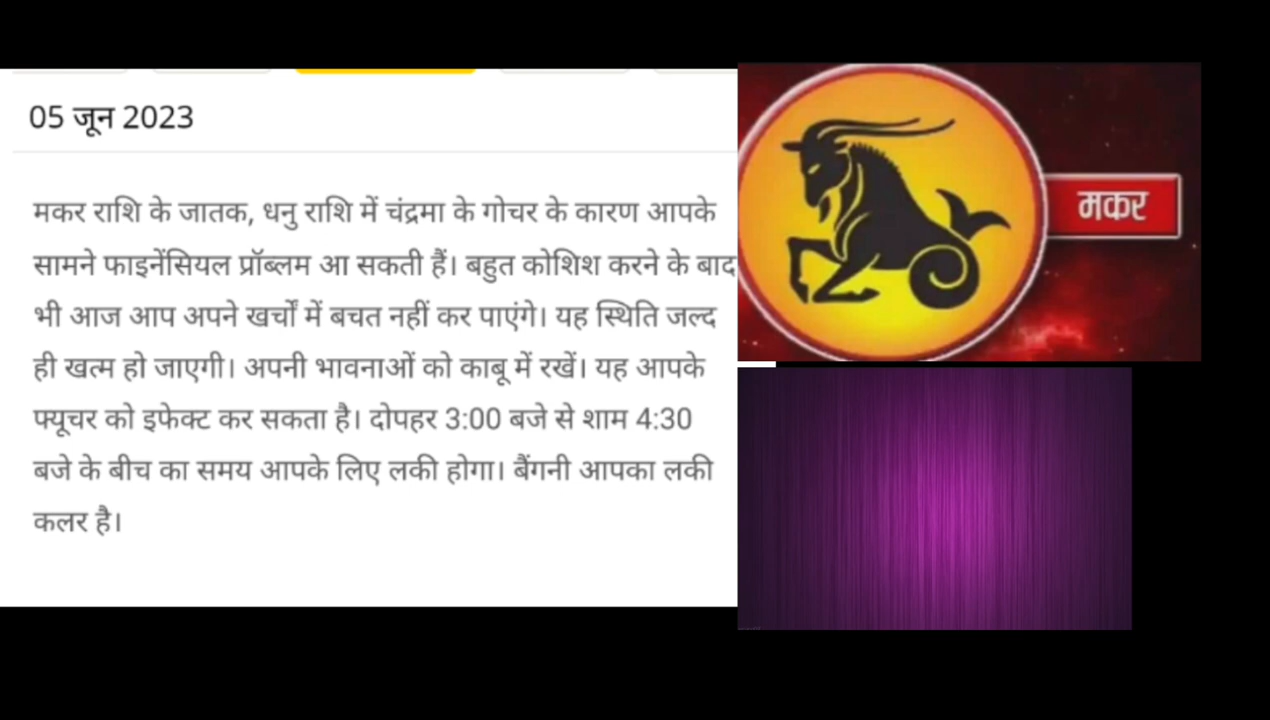 05 जून 2023
मकर राशि के जातक, धनु राशि में चंद्रमा के गोचर के कारण आपके
सामने फाइनेंसियल प्रॉब्लम आ सकती हैं। बहुत कोशिश करने के बाद
भी आज आप अपने खर्चों में बचत नहीं कर पाएंगे। यह स्थिति जल्द
ही खत्म हो जाएगी। अपनी भावनाओं को काबू में रखें। यह आपके
फ्यूचर को इफेक्ट कर सकता है। दोपहर 3:00 बजे से शाम 4:30
बजे के बीच का समय आपके लिए लकी होगा। बैंगनी आपका लकी
कलर है।
मकर